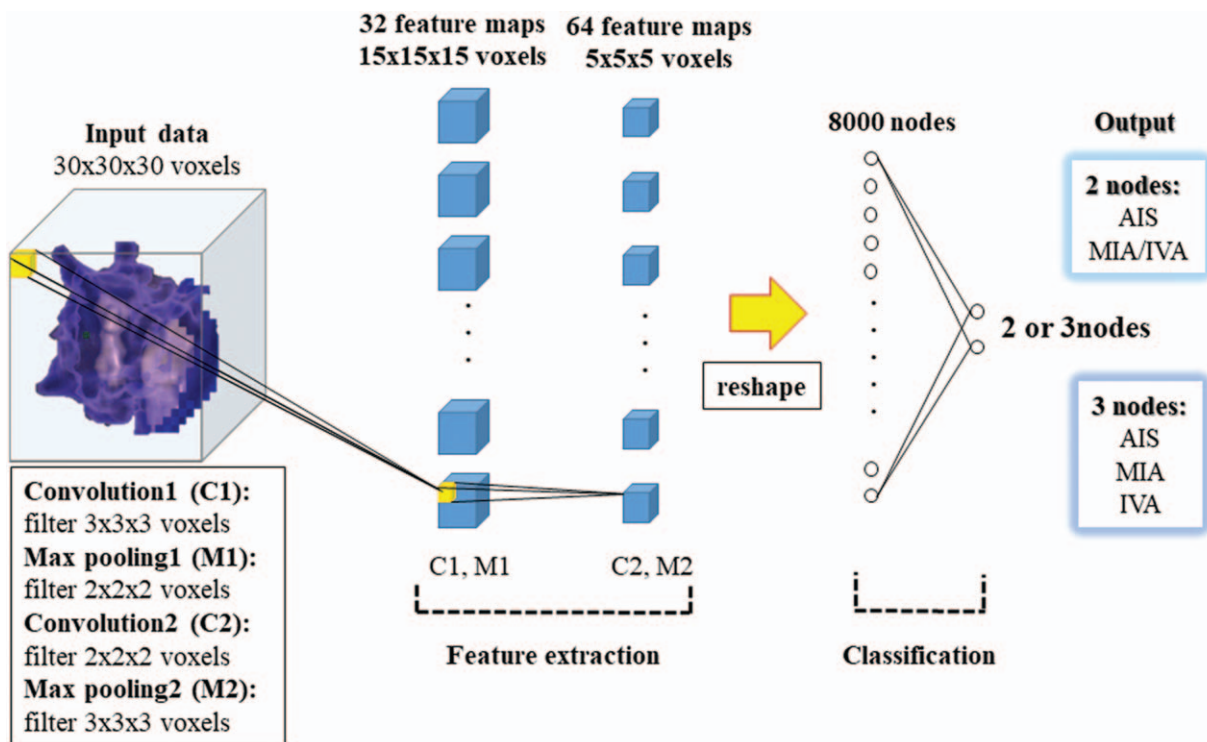 32 feature maps
15x15x15 voxels
64 feature maps
5x5x5 voxels
Input data
30x30x30 voxels
8000 nodes
Output
2 nodes:
AIS
MIA/IVA
2 or 3nodes
reshape
3 nodes:
AIS
MIA
IVA
Convolution1 (C1):
filter 3x3x3 voxels
Max pooling1 (M1):
filter 2x2x2 voxels
Convolution2 (C2):
filter 2x2x2 voxels
Max pooling2 (M2):
filter 3x3x3 voxels
C1, M1
C2, M2
Feature extraction
Classification